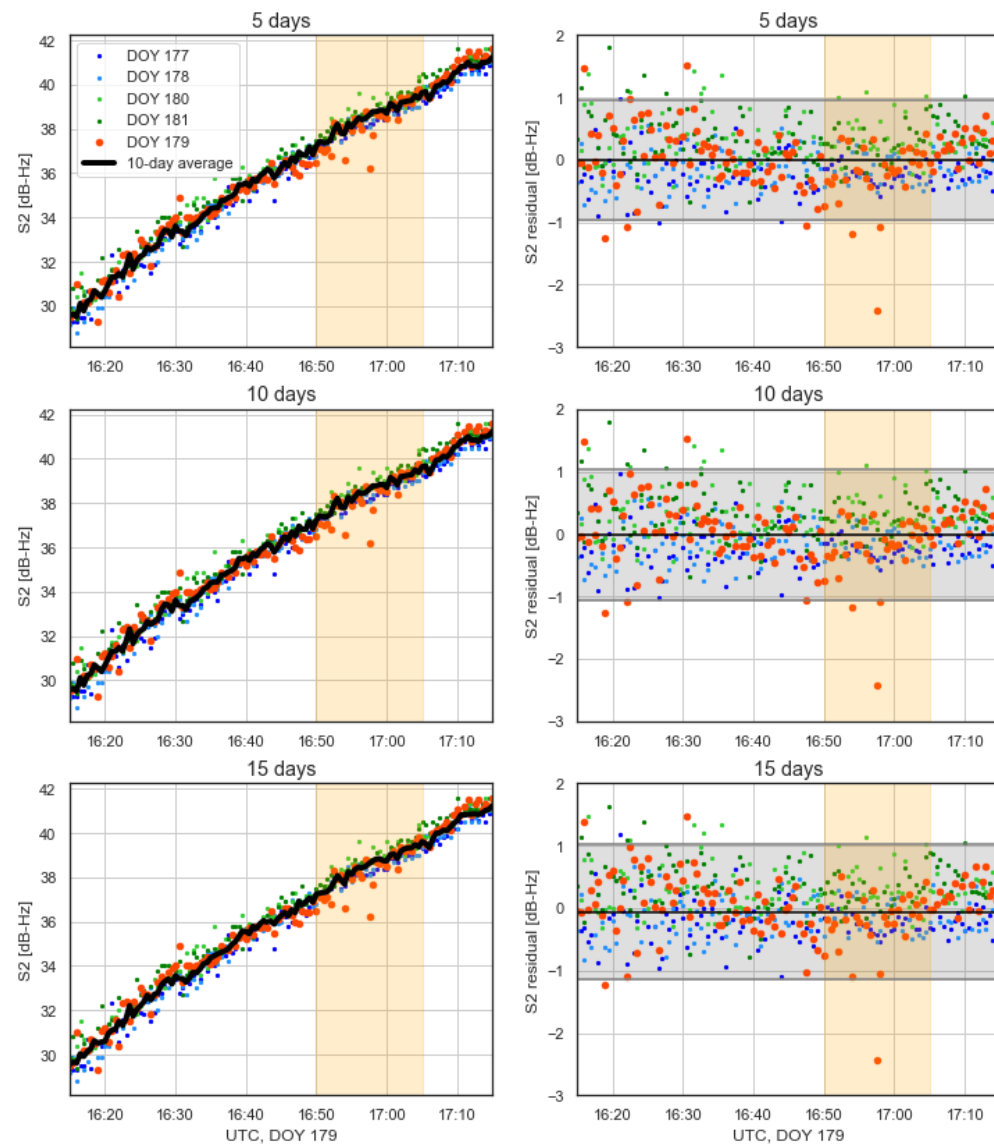 5 days
42
40
38
36
34
32
30
S2 [dB-Hz]
DOY 177
DOY 178
DOY 180
DOY 181
DOY 179
10-day average
16:20 16:30 16:40 16:50 17:00 17:10
5 days
2
1
0
−1
−2
−3
S2 residual [dB-Hz]
16:20 16:30 16:40 16:50 17:00 17:10
10 days
42
40
38
36
34
32
30
S2 [dB-Hz]
16:20 16:30 16:40 16:50 17:00 17:10
10 days
2
1
0
−1
−2
−3
S2 residual [dB-Hz]
16:20 16:30 16:40 16:50 17:00 17:10
15 days
42
40
38
36
34
32
30
S2 [dB-Hz]
16:20 16:30 16:40 16:50 17:00 17:10
UTC, DOY 179
15 days
2
1
0
−1
−2
−3
S2 residual [dB-Hz]
16:20 16:30 16:40 16:50 17:00 17:10
UTC, DOY 179